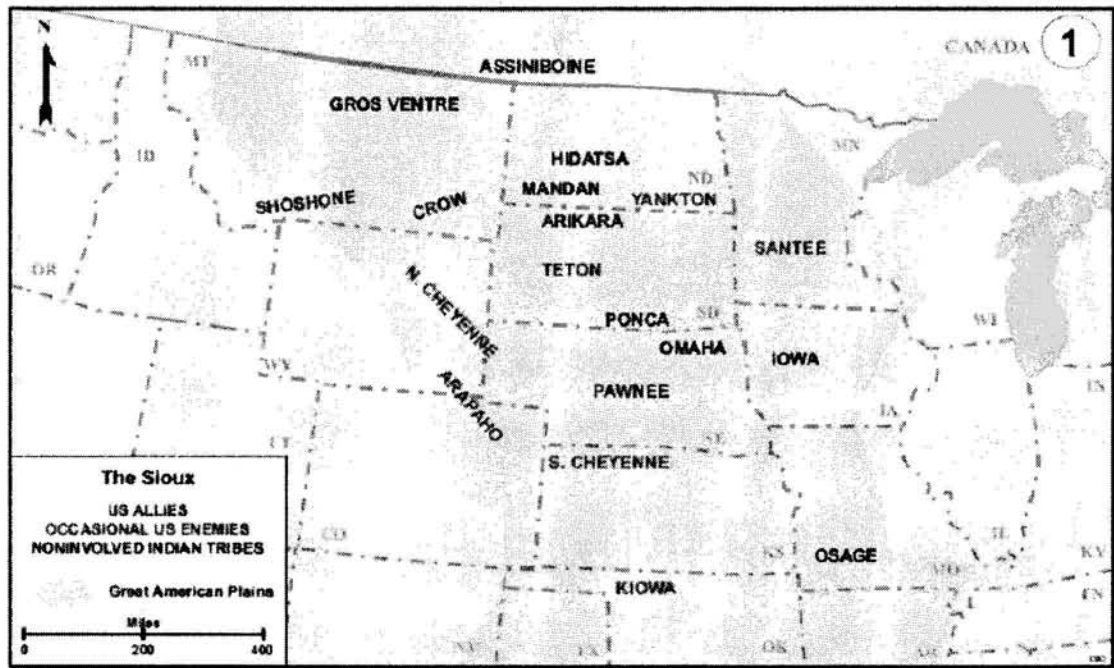 N
CANADA
1
ASSINIBOINE
MT
GROS VENTRE
ID
HIDATSA
MN
ND
MANDAN
YANKTON
SHOSHONE
CROW
ARIKARA
SANTEE
OR
TETON
N. CHEYENNE
PONCA
SD
WI
OMAHA
IOWA
WY
ARAPAHO
PAWNEE
IA
UT
NE
S. CHEYENNE
The Sioux
US ALLIES
OCCASIONAL US ENEMIES
NONINVOLVED INDIAN TRIBES
Great American Plains
Miles
0 200 400
CO
KS
OSAGE
MO
IL
KY
KIOWA
TN
TX
OK